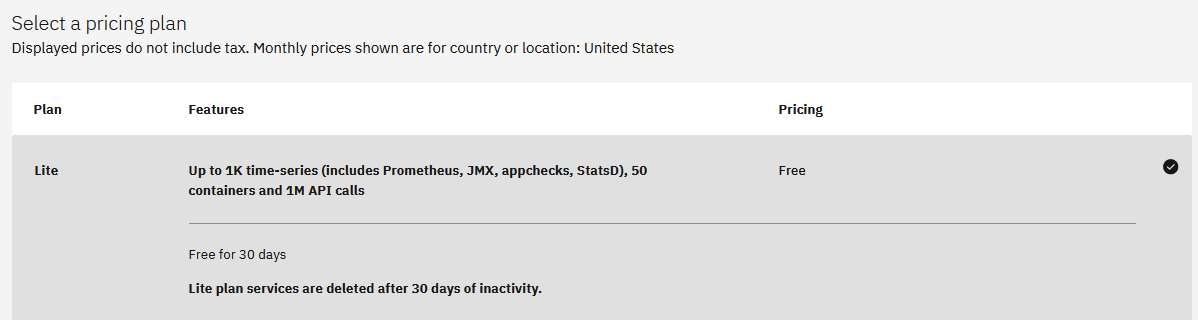 Select a pricing plan
Displayed prices do not include tax. Monthly prices shown are for country or location: United States
Plan Features Pricing
Lite Up to 1K time-series (includes Prometheus, JMX, appchecks, StatsD), 50 Free
containers and 1M API calls
Free for 30 days
Lite plan services are deleted after 30 days of inactivity.